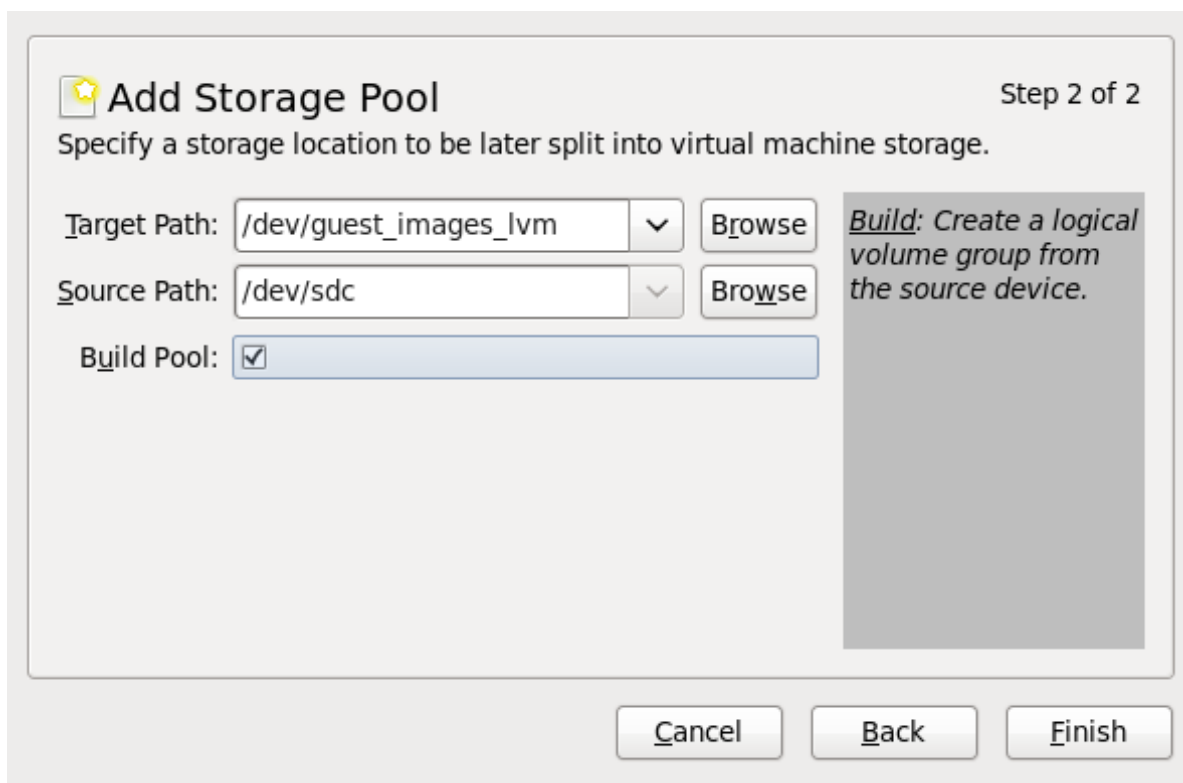 Add Storage Pool
Step 2 of 2
Specify a storage location to be later split into virtual machine storage.
Target Path: /dev/guest_images_lvm Browse
Source Path: /dev/sdc Browse
Build Pool:
Build: Create a logical
volume group from
the source device.
Cancel Back Finish